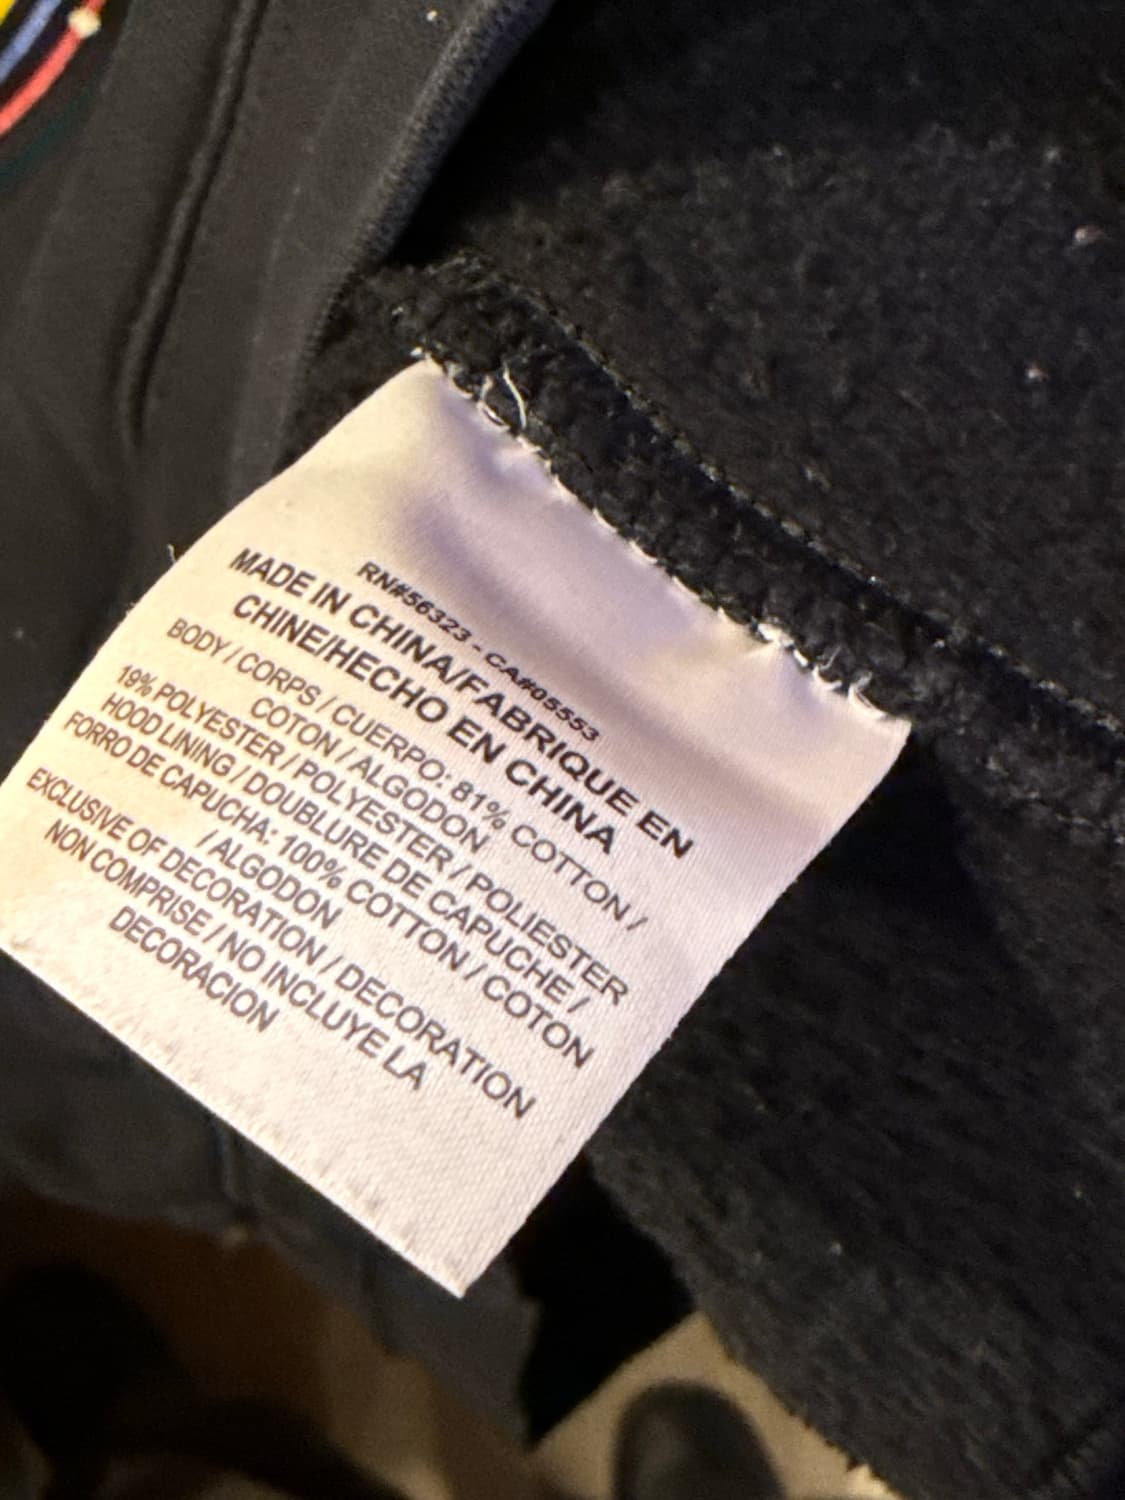 RN#56323 - CA#05553
MADE IN CHINA/FABRIQUE EN
CHINE/HECHO EN CHINA
BODY / CORPS / CUERPO: 81% COTTON /
COTON / ALGODON
19% POLYESTER / POLYESTER / POLIESTER
HOOD LINING / DOUBLURE DE CAPUCHE /
FORRO DE CAPUCHA: 100% COTTON / COTON
/ ALGODON
EXCLUSIVE OF DECORATION / DECORATION
NON COMPRISE / NO INCLUYE LA
DECORACION